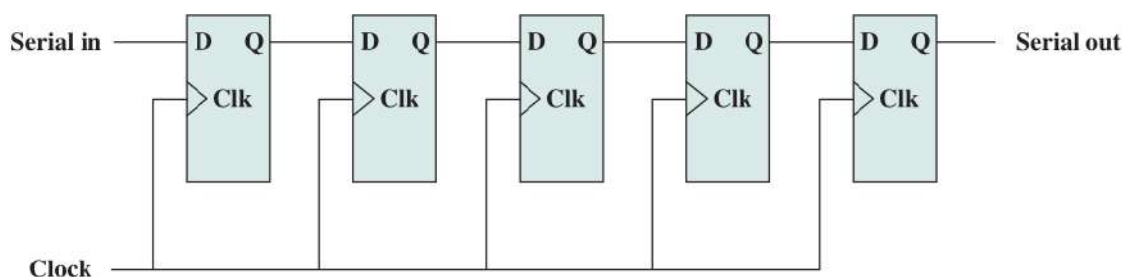 Serial in D Q D Q D Q D Q D Q Serial out
Clk Clk Clk Clk Clk
Clock